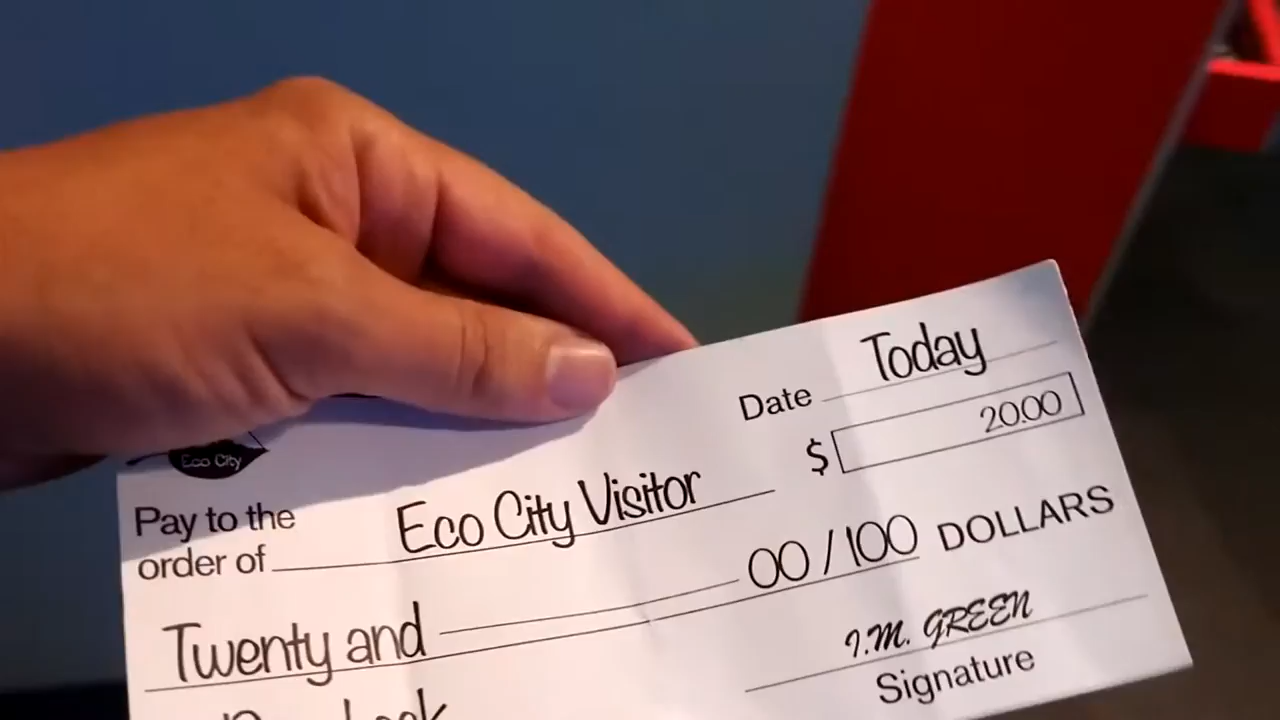 Eco City
Date Today
$ 20.00
Pay to the
order of Eco City Visitor
Twenty and 00/100 DOLLARS
I.M. GREEN
Signature